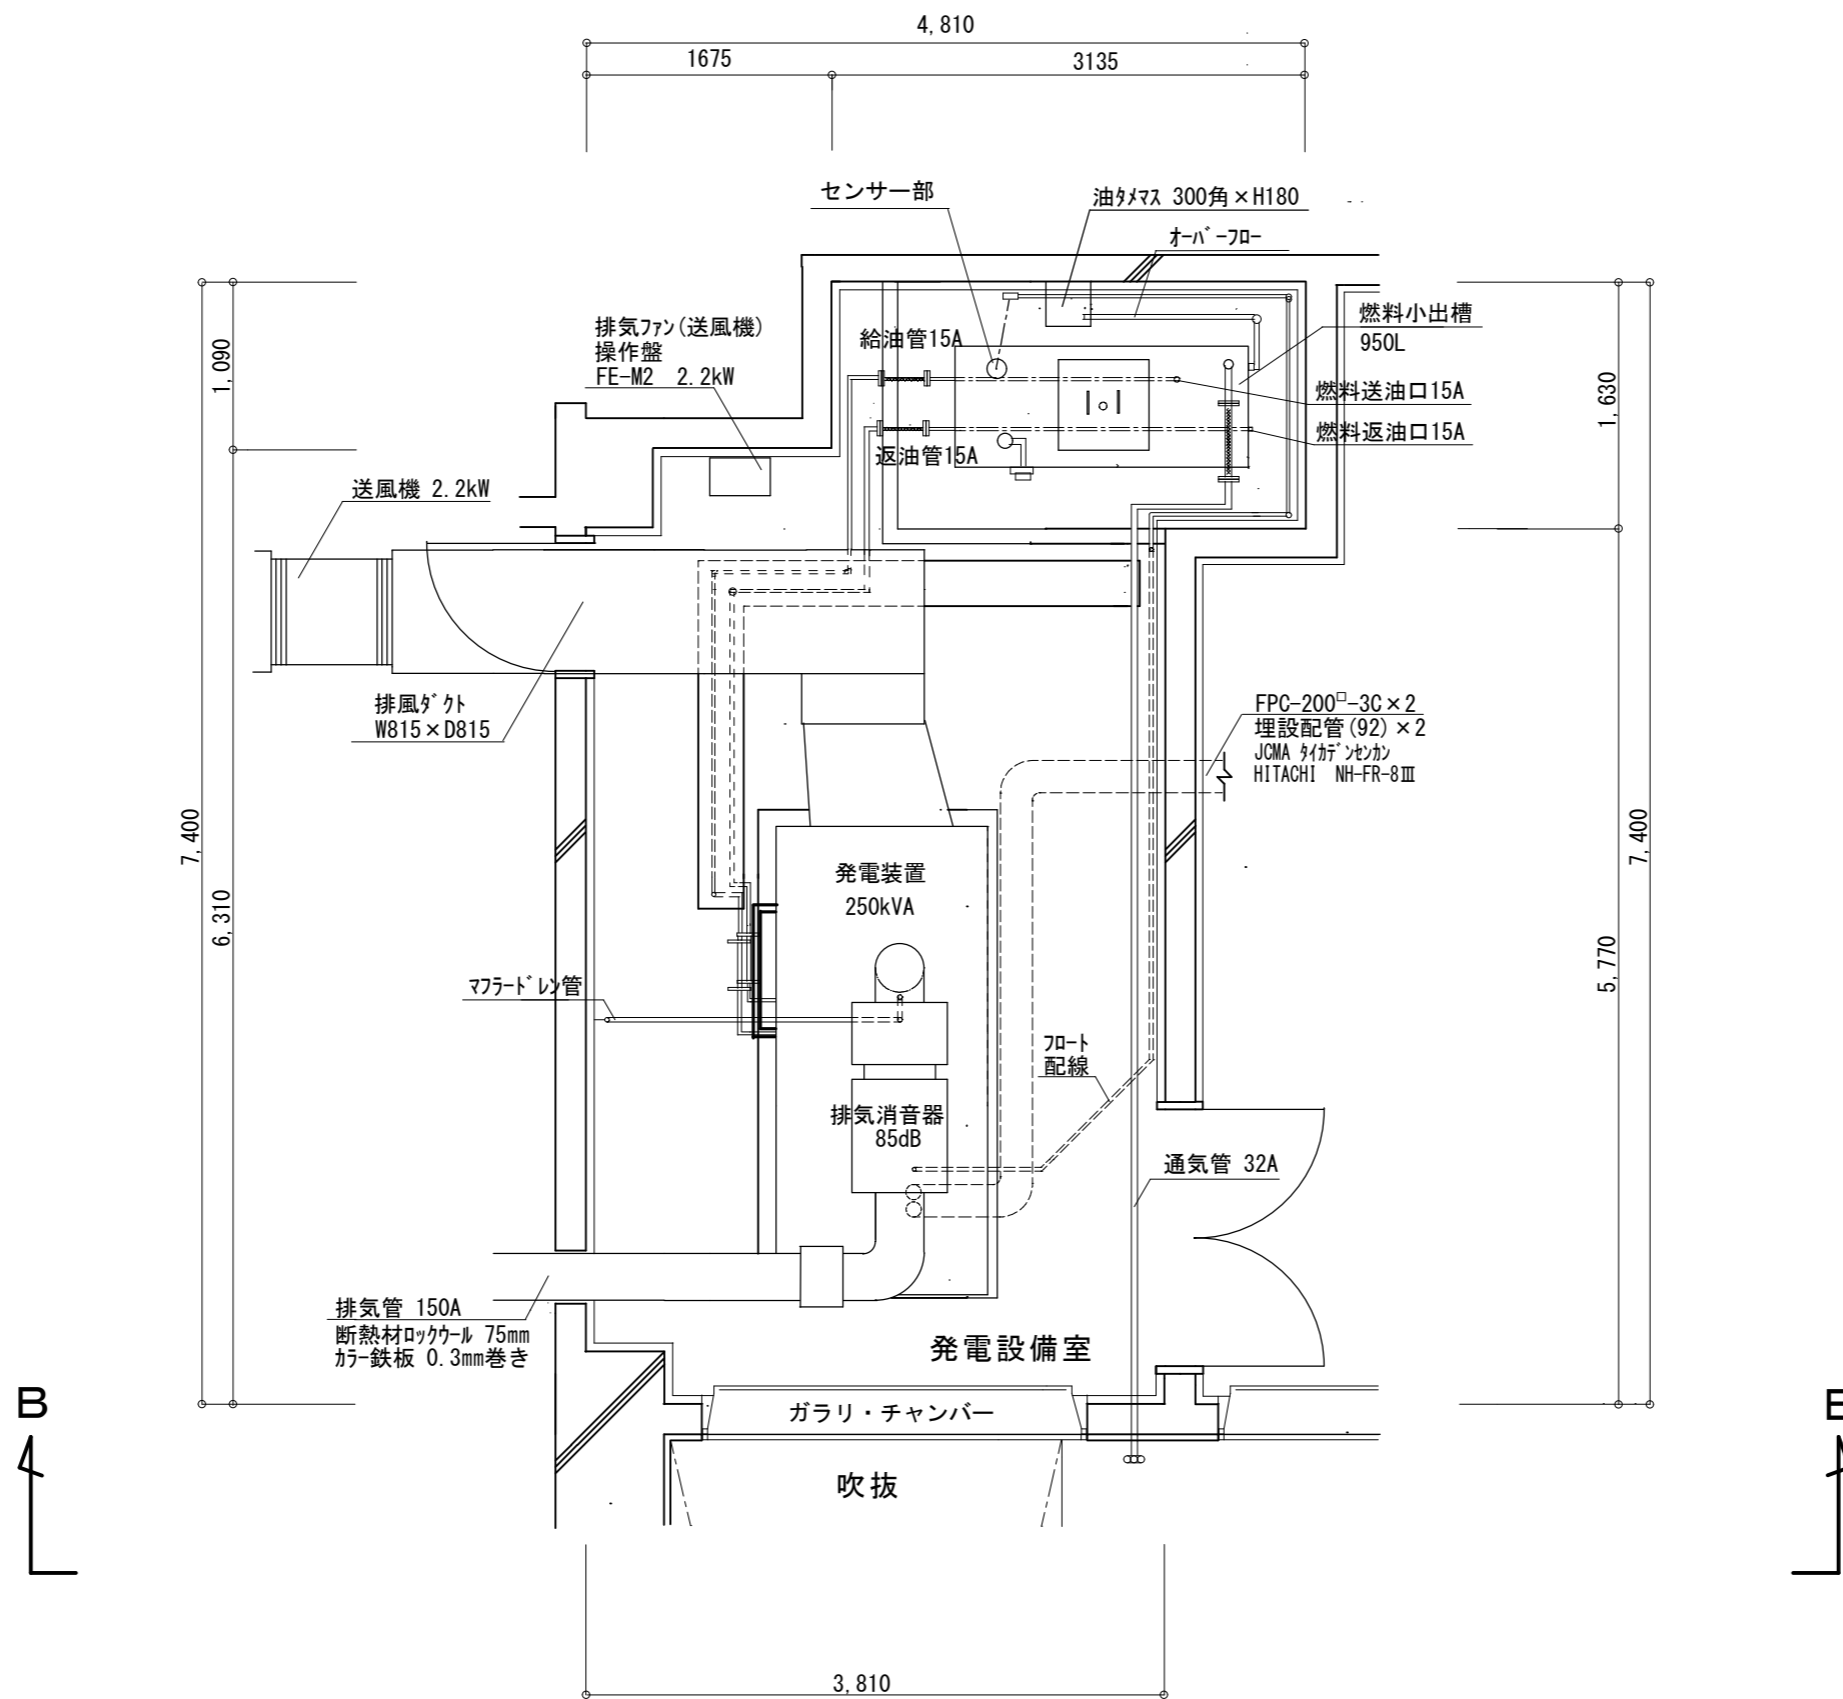 4,810
1675
3135
センサー部
油ﾀﾒﾏｽ 300角×H180
ｵｰﾊﾞｰﾌﾛｰ
排気ﾌｧﾝ(送風機)
操作盤
FE-M2 2.2kW
給油管15A
燃料小出槽
950L
燃料送油口15A
燃料返油口15A
返油管15A
1,090
1,630
送風機 2.2kW
排風ﾀﾞｸﾄ
W815×D815
FPC-200□-3C×2
埋設配管(92)×2
JCMA ﾀｲｶﾃﾞﾝｾﾝｶﾝ
HITACHI NH-FR-8Ⅲ
7,400
6,310
7,400
5,770
発電装置
250kVA
ﾏﾌﾗｰﾄﾞﾚﾝ管
ﾌﾛｰﾄ
配線
排気消音器
85dB
通気管 32A
排気管 150A
断熱材ﾛｯｸｳｰﾙ 75mm
ｶﾗｰ鉄板 0.3mm巻き
発電設備室
ガラリ・チャンバー
B
吹抜
3,810